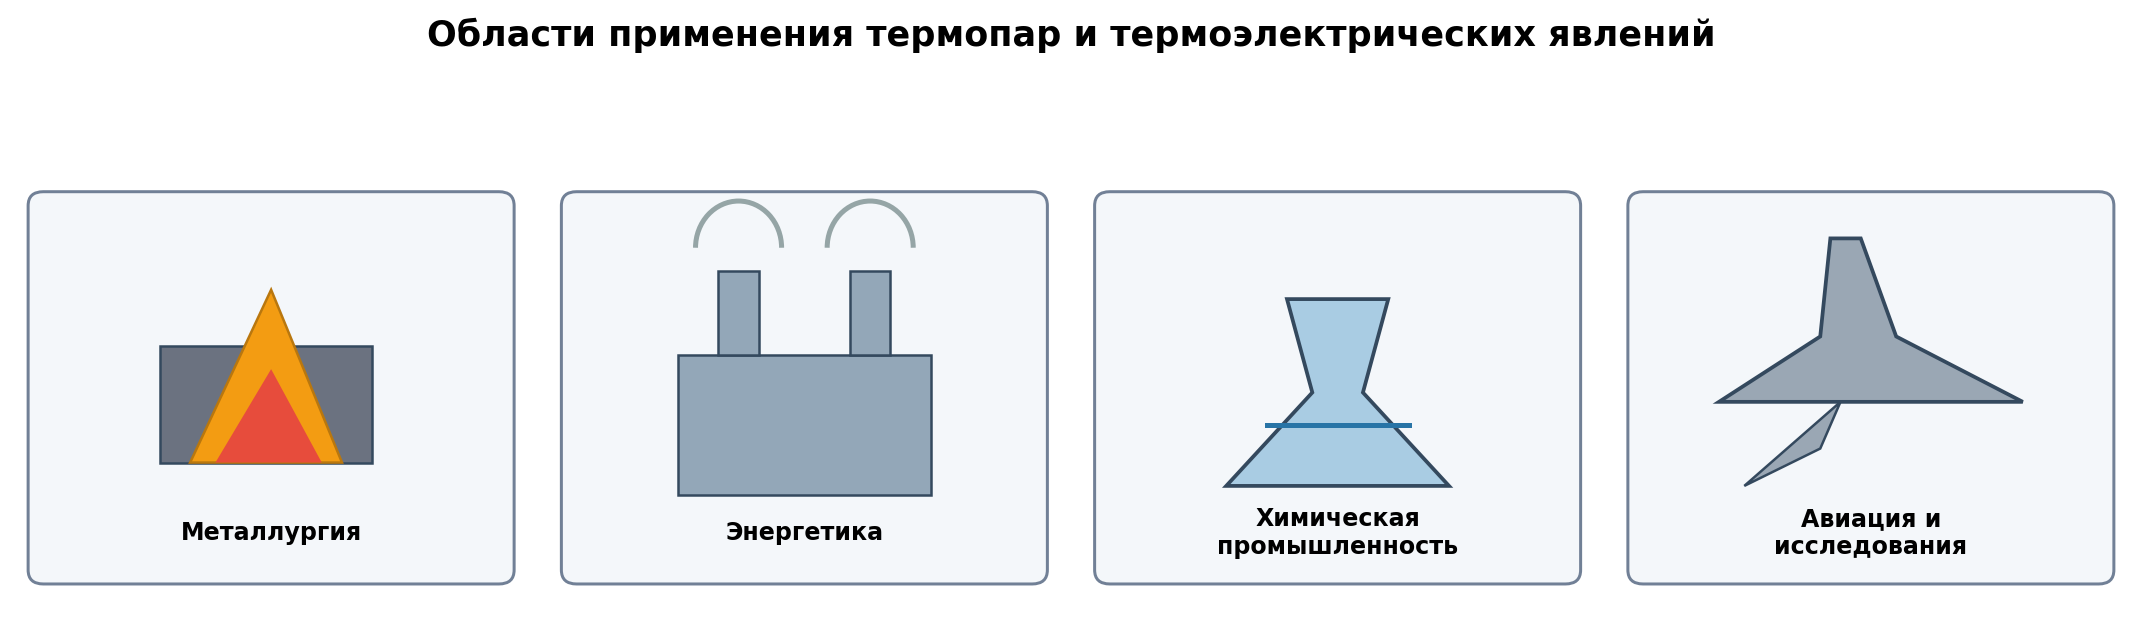 Области применения термопар и термоэлектрических явлений
Металлургия
Энергетика
Химическая
промышленность
Авиация и
исследования